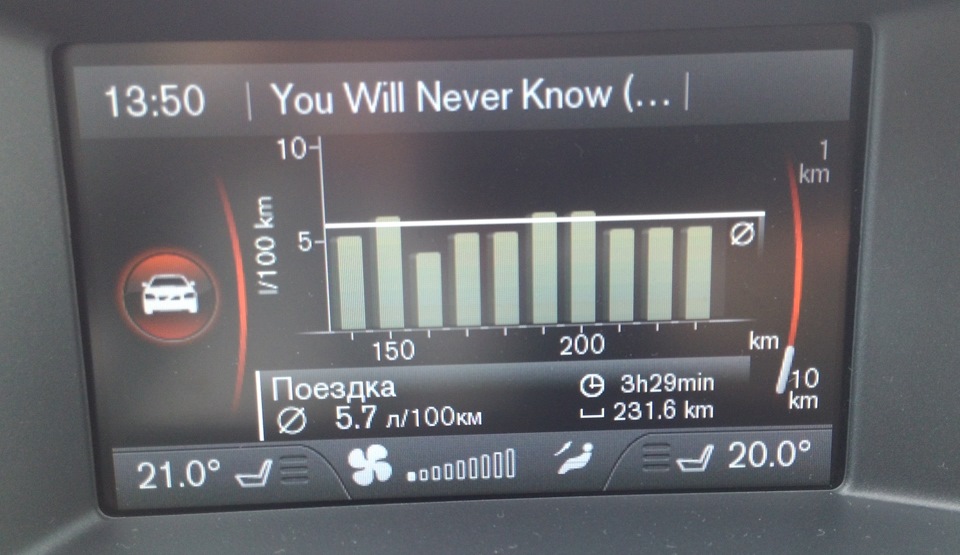 13:50 You Will Never Know (...
10
5
l/100 km
1
km
Ø
150 200 km
10
km
Поездка 3h29min
Ø 5.7 л/100км 231.6 km
21.0° 20.0°